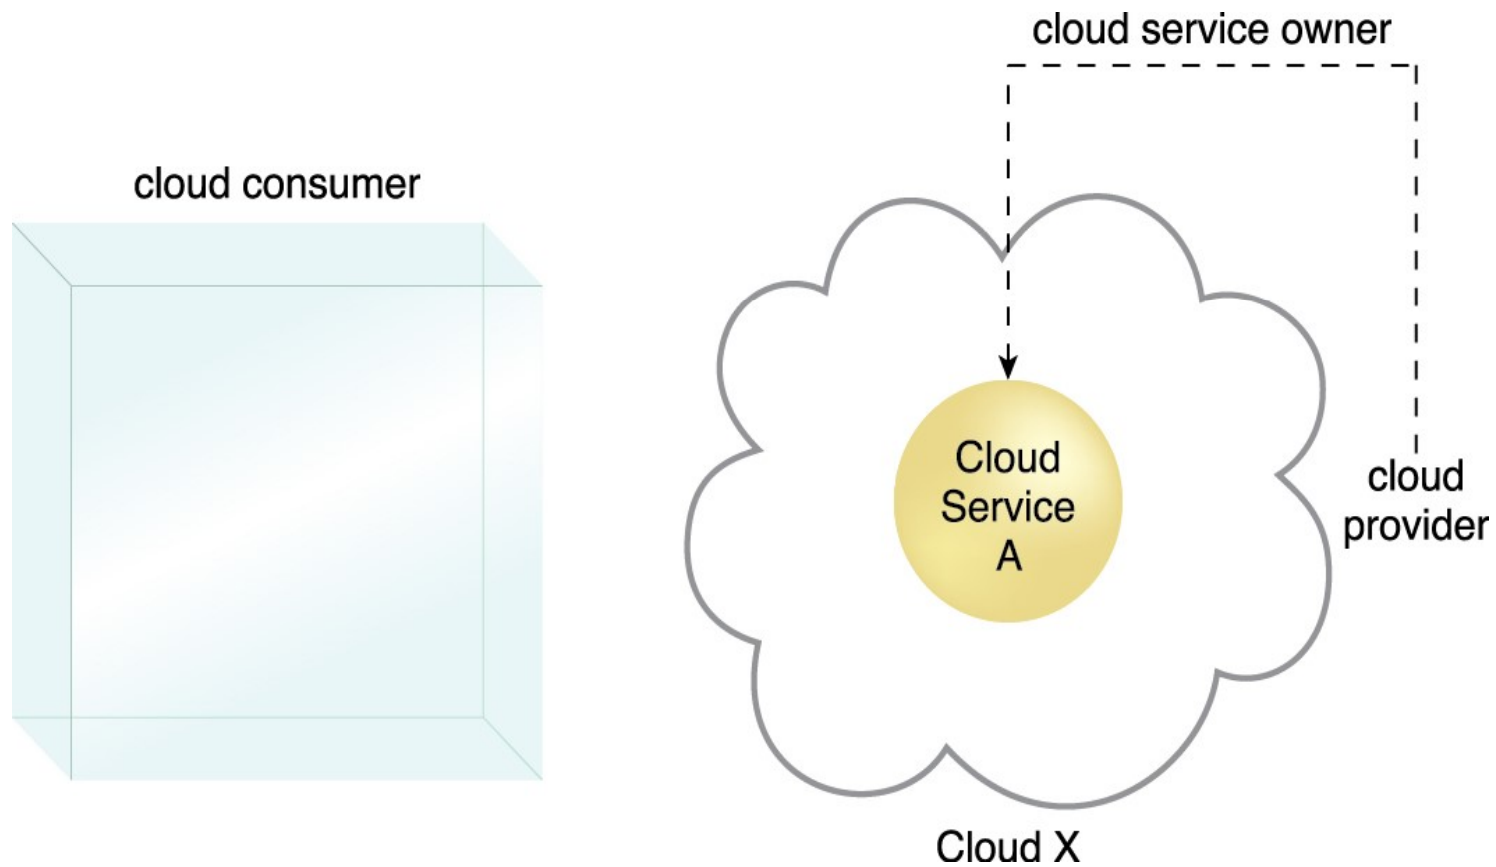 cloud service owner
cloud consumer
Cloud
Service
A
cloud
provider
Cloud X